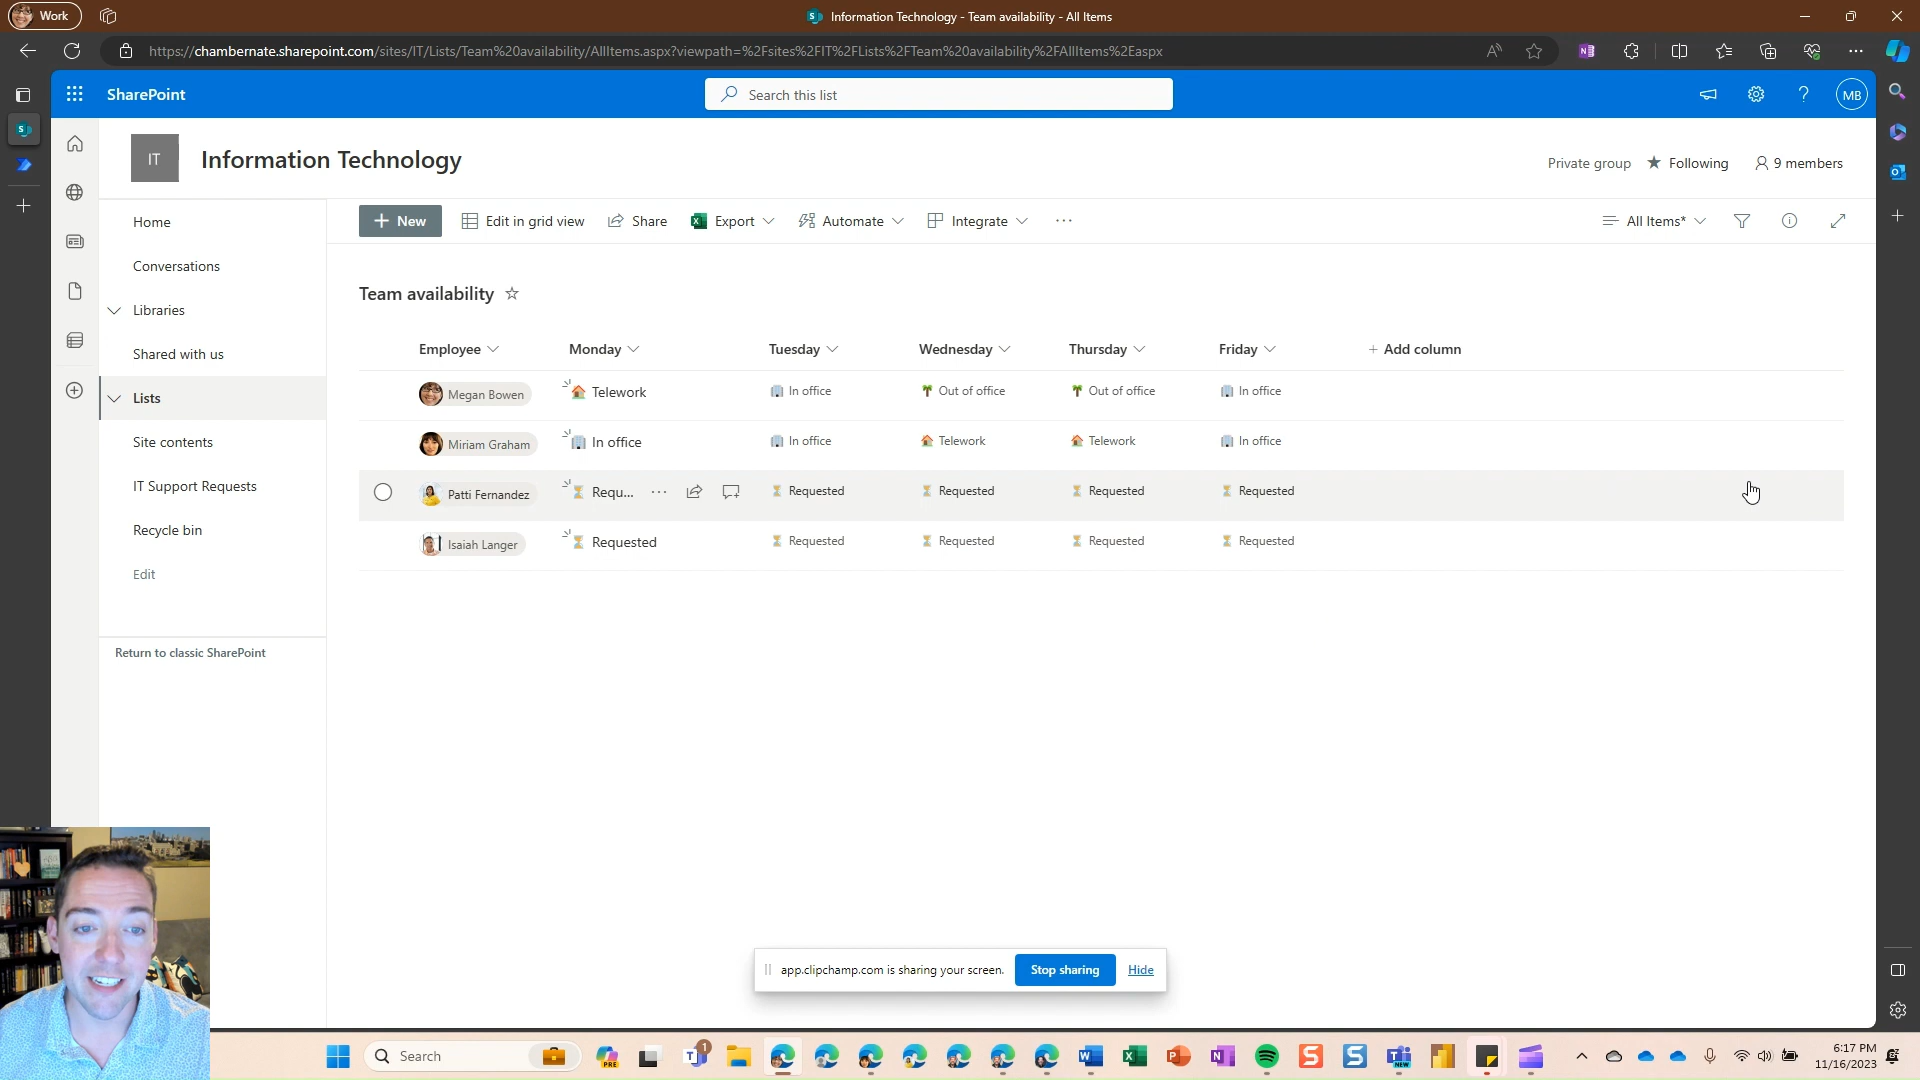 Work
Information Technology - Team availability - All Items
https://chambernate.sharepoint.com/sites/IT/Lists/Team%20availability/AllItems.aspx?viewpath=%2Fsites%2FIT%2FLists%2FTeam%20availability%2FAllItems%2Easpx
SharePoint
Search this list
MB
IT
Information Technology
Private group
Following
9 members
Home
Conversations
Libraries
Shared with us
Lists
Site contents
IT Support Requests
Recycle bin
Edit
Return to classic SharePoint
+ New
Edit in grid view
Share
Export
Automate
Integrate
...
All Items*
Team availability
Employee Monday Tuesday Wednesday Thursday Friday + Add column
Megan Bowen Telework In office Out of office Out of office In office
Miriam Graham In office In office Telework Telework In office
Patti Fernandez Requ... Requested Requested Requested Requested
Isaiah Langer Requested Requested Requested Requested Requested
app.clipchamp.com is sharing your screen.
Stop sharing
Hide
Search
PRE
1
NEW
6:17 PM
11/16/2023